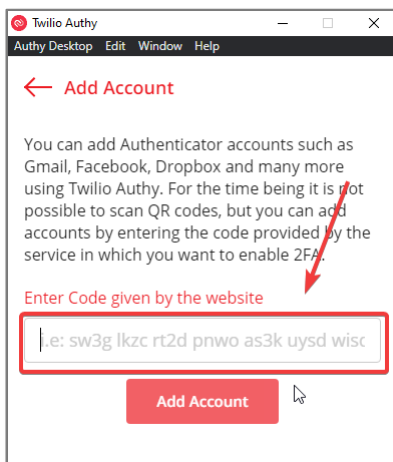 Twilio Authy
Authy Desktop Edit Window Help
Add Account
You can add Authenticator accounts such as
Gmail, Facebook, Dropbox and many more
using Twilio Authy. For the time being it is not
possible to scan QR codes, but you can add
accounts by entering the code provided by the
service in which you want to enable 2FA.
Enter Code given by the website
i.e: sw3g lkzc rt2d pnwo as3k uysd wisc
Add Account